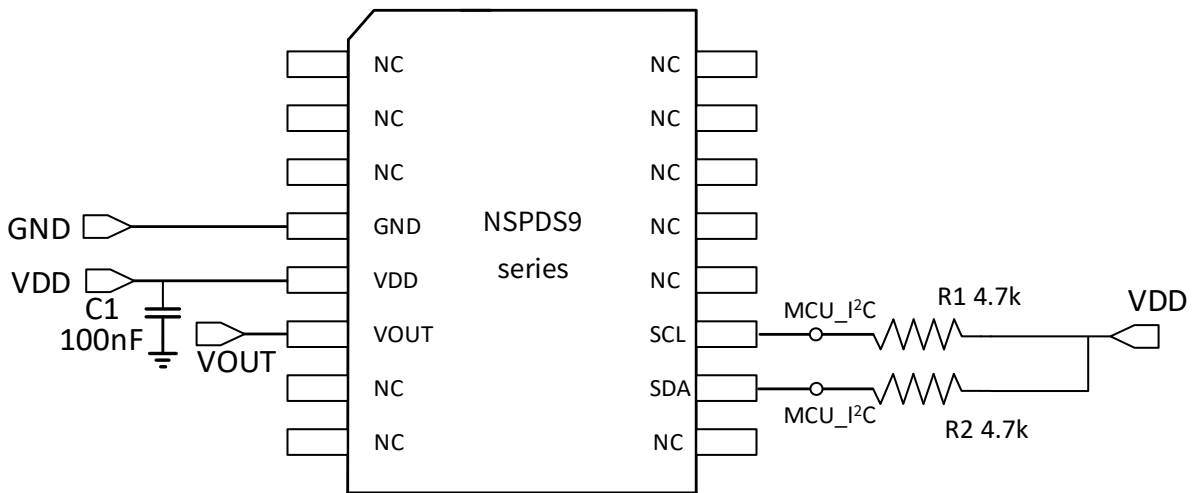 NC
NC
NC
NC
NC
NC
GND
GND
NSPDS9
series
NC
VDD
VDD
NC
C1
100nF
VOUT
VOUT
SCL
MCU_I²C
R1 4.7k
VDD
NC
SDA
MCU_I²C
R2 4.7k
NC
NC